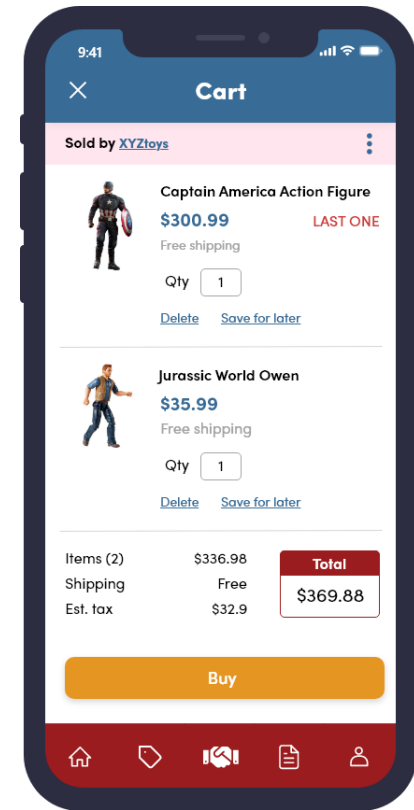 9:41
Cart
Sold by XYZtoys
Captain America Action Figure
$300.99 LAST ONE
Free shipping
Qty 1
Delete Save for later
Jurassic World Owen
$35.99
Free shipping
Qty 1
Delete Save for later
Items (2) $336.98
Shipping Free
Est. tax $32.9
Total
$369.88
Buy